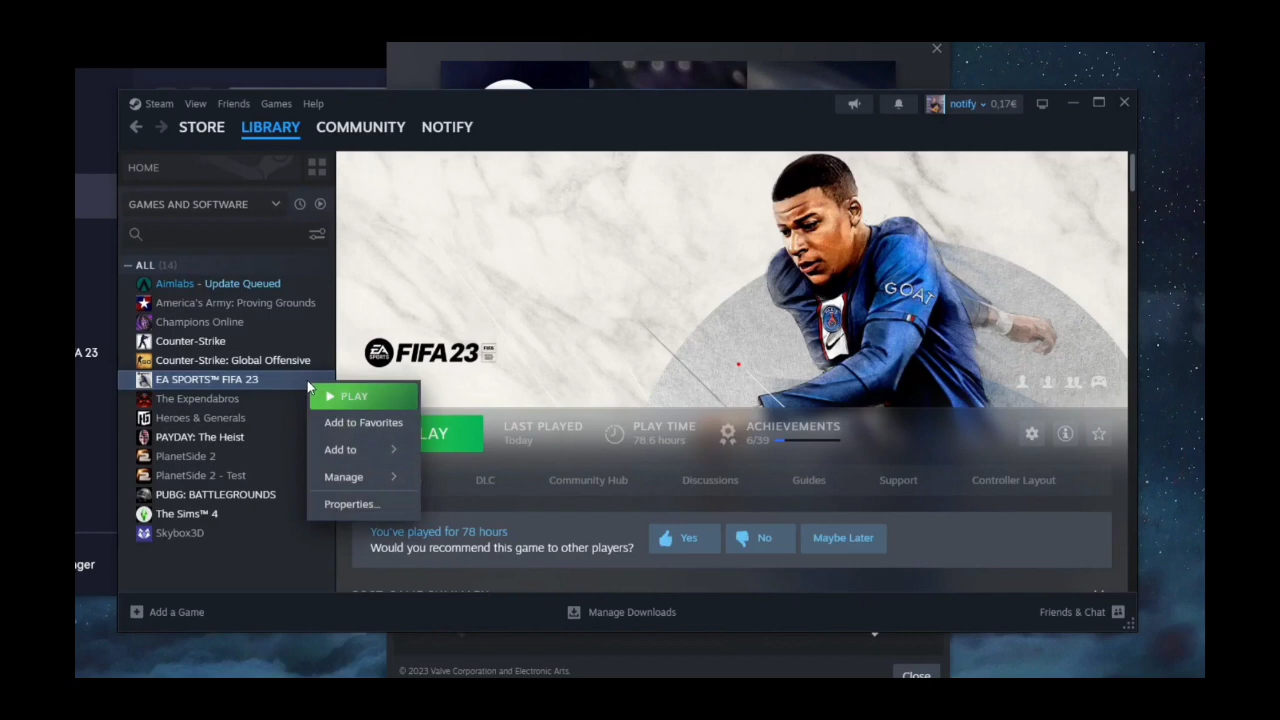 Steam View Friends Games Help
notify 0,17€
STORE LIBRARY COMMUNITY NOTIFY
HOME
GAMES AND SOFTWARE
ALL (14)
Aimlabs - Update Queued
America's Army: Proving Grounds
Champions Online
Counter-Strike
Counter-Strike: Global Offensive
EA SPORTS™ FIFA 23
The Expendabros
Heroes & Generals
PAYDAY: The Heist
PlanetSide 2
PlanetSide 2 - Test
PUBG: BATTLEGROUNDS
The Sims™ 4
Skybox3D
A 23
ger
PLAY
Add to Favorites
Add to
Manage
Properties...
GOAT
EA SPORTS FIFA 23
LAY
LAST PLAYED
Today
PLAY TIME
78.6 hours
ACHIEVEMENTS
6/39
DLC Community Hub Discussions Guides Support Controller Layout
You've played for 78 hours
Would you recommend this game to other players?
Yes No Maybe Later
Add a Game
Manage Downloads
Friends & Chat
© 2023 Valve Corporation and Electronic Arts.
Close